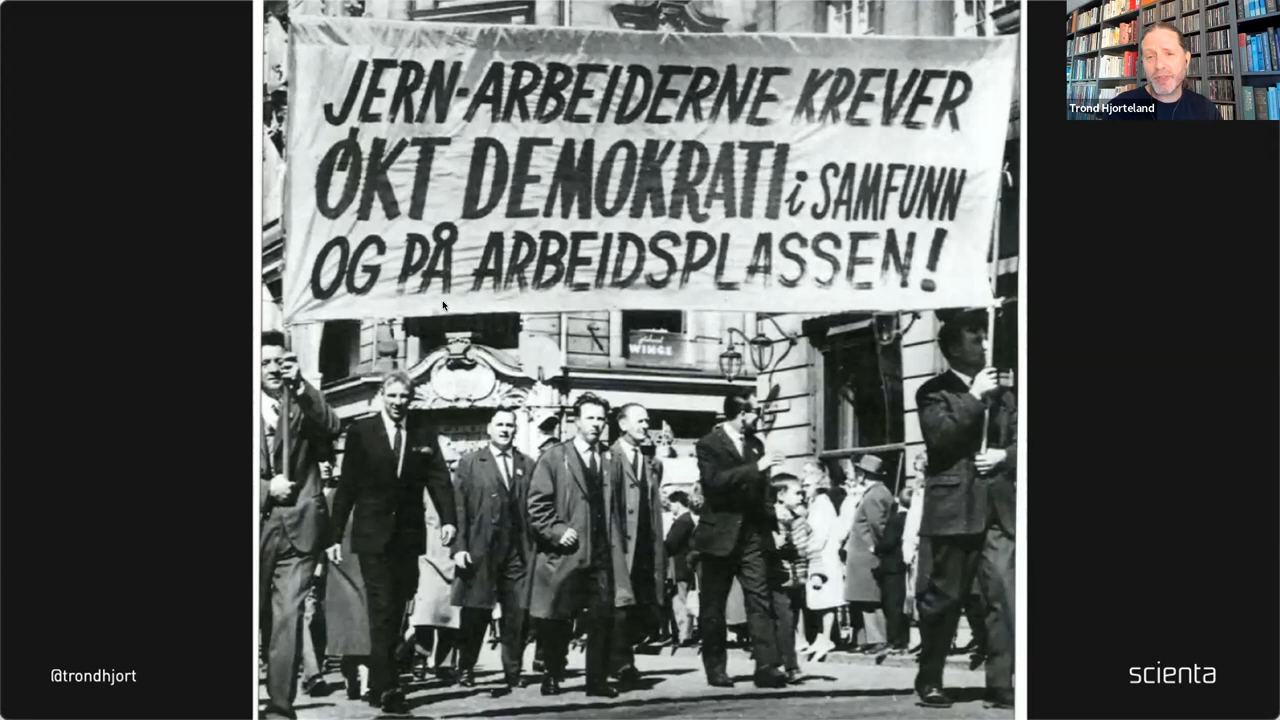 JERN-ARBEIDERNE KREVER
ØKT DEMOKRATI i SAMFUNN
OG PÅ ARBEIDSPLASSEN!
WINGE
Trond Hjorteland
@trondhjort
scienta